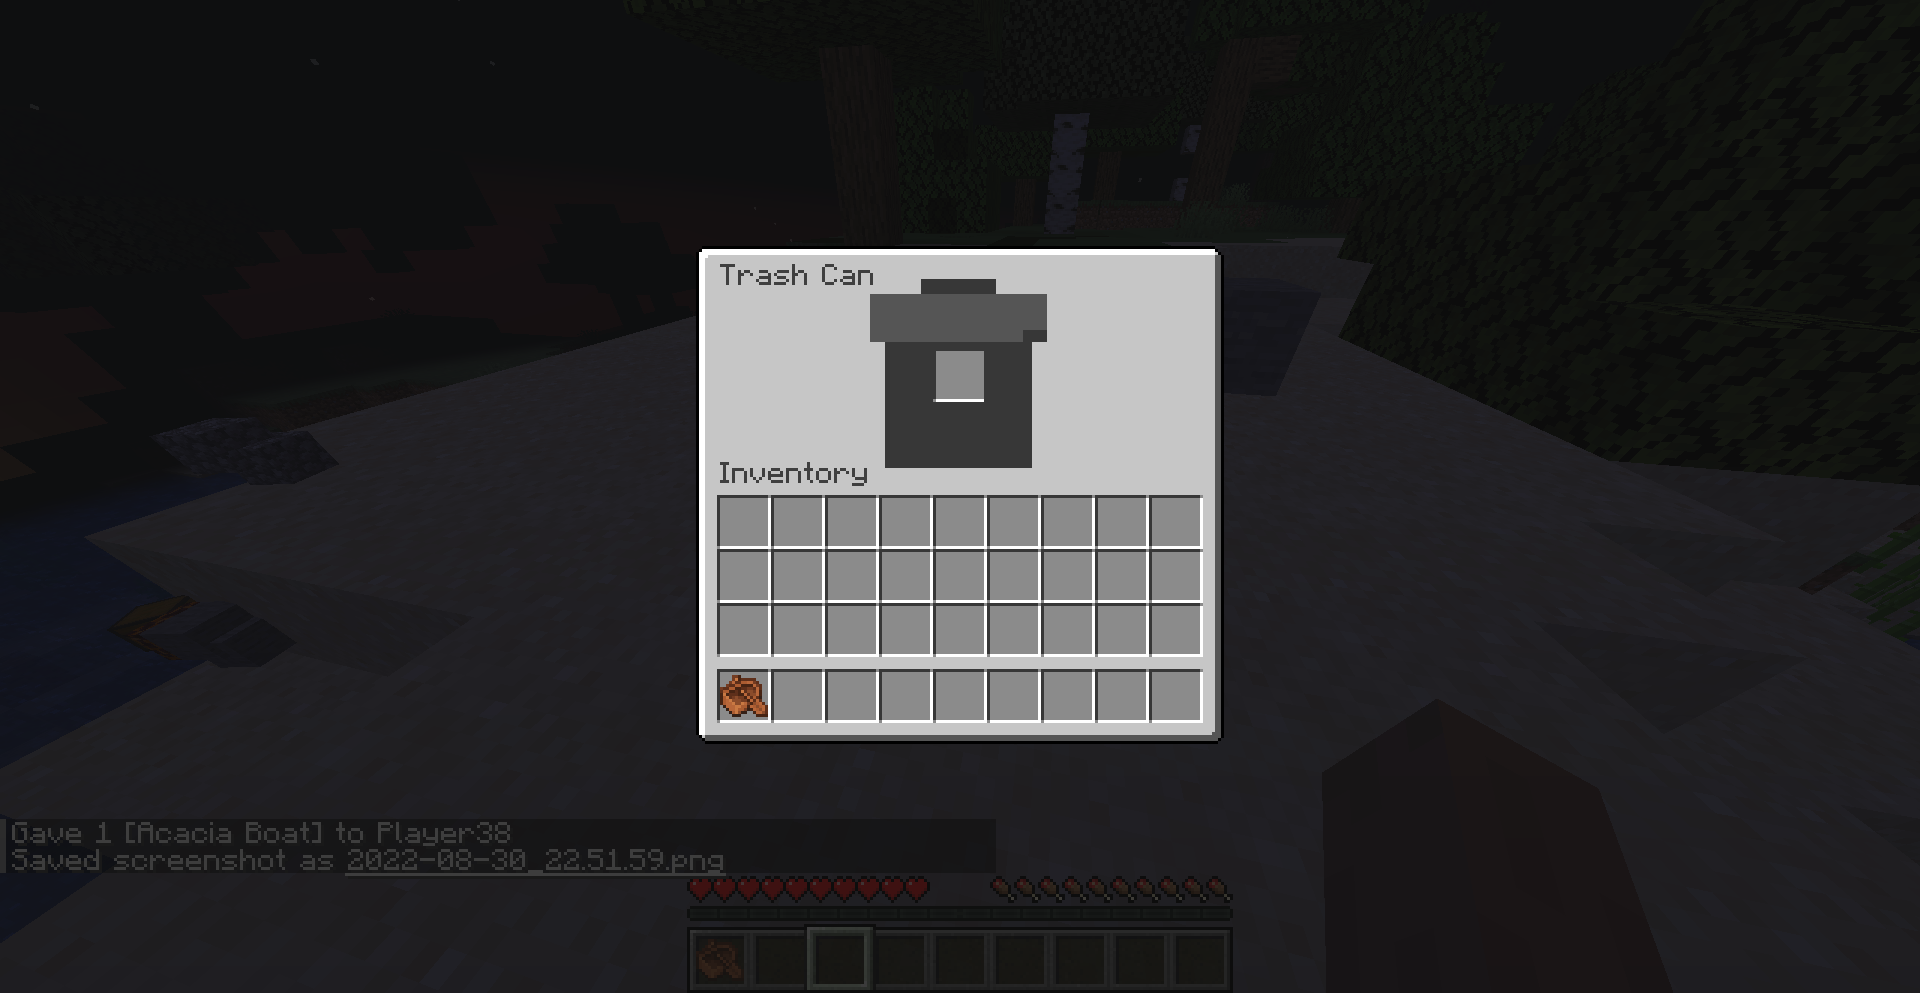 Trash Can
Inventory
Gave 1 [Acacia Boat] to Player38
Saved screenshot as 2022-08-30_22.51.59.png